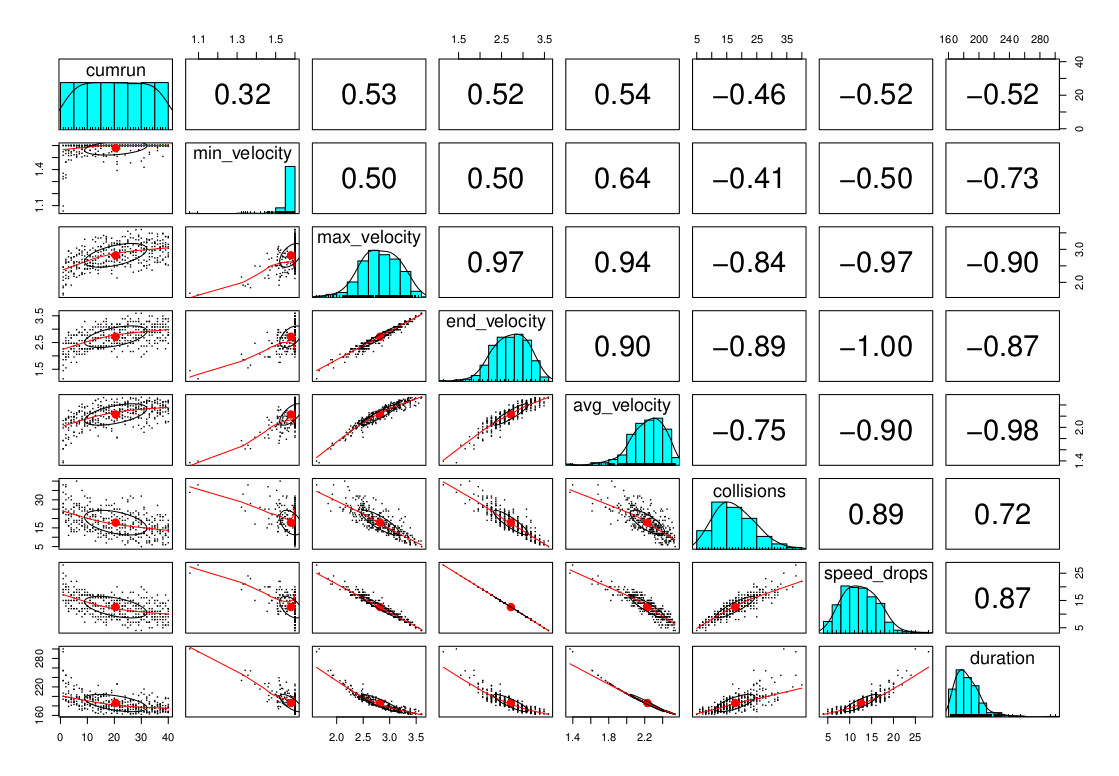 1.1 1.3 1.5 1.5 2.5 3.5 5 15 25 35 160 200 240 280
cumrun 0.32 0.53 0.52 0.54 −0.46 −0.52 −0.52 0 20 40
1.1 1.4 min_velocity 0.50 0.50 0.64 −0.41 −0.50 −0.73
max_velocity 0.97 0.94 −0.84 −0.97 −0.90 2.0 3.0
1.5 2.5 3.5 end_velocity 0.90 −0.89 −1.00 −0.87
avg_velocity −0.75 −0.90 −0.98 1.4 2.0
5 15 30 collisions 0.89 0.72
speed_drops 0.87 5 15 25
160 220 280 duration
0 10 20 30 40 2.0 2.5 3.0 3.5 1.4 1.8 2.2 5 10 15 20 25